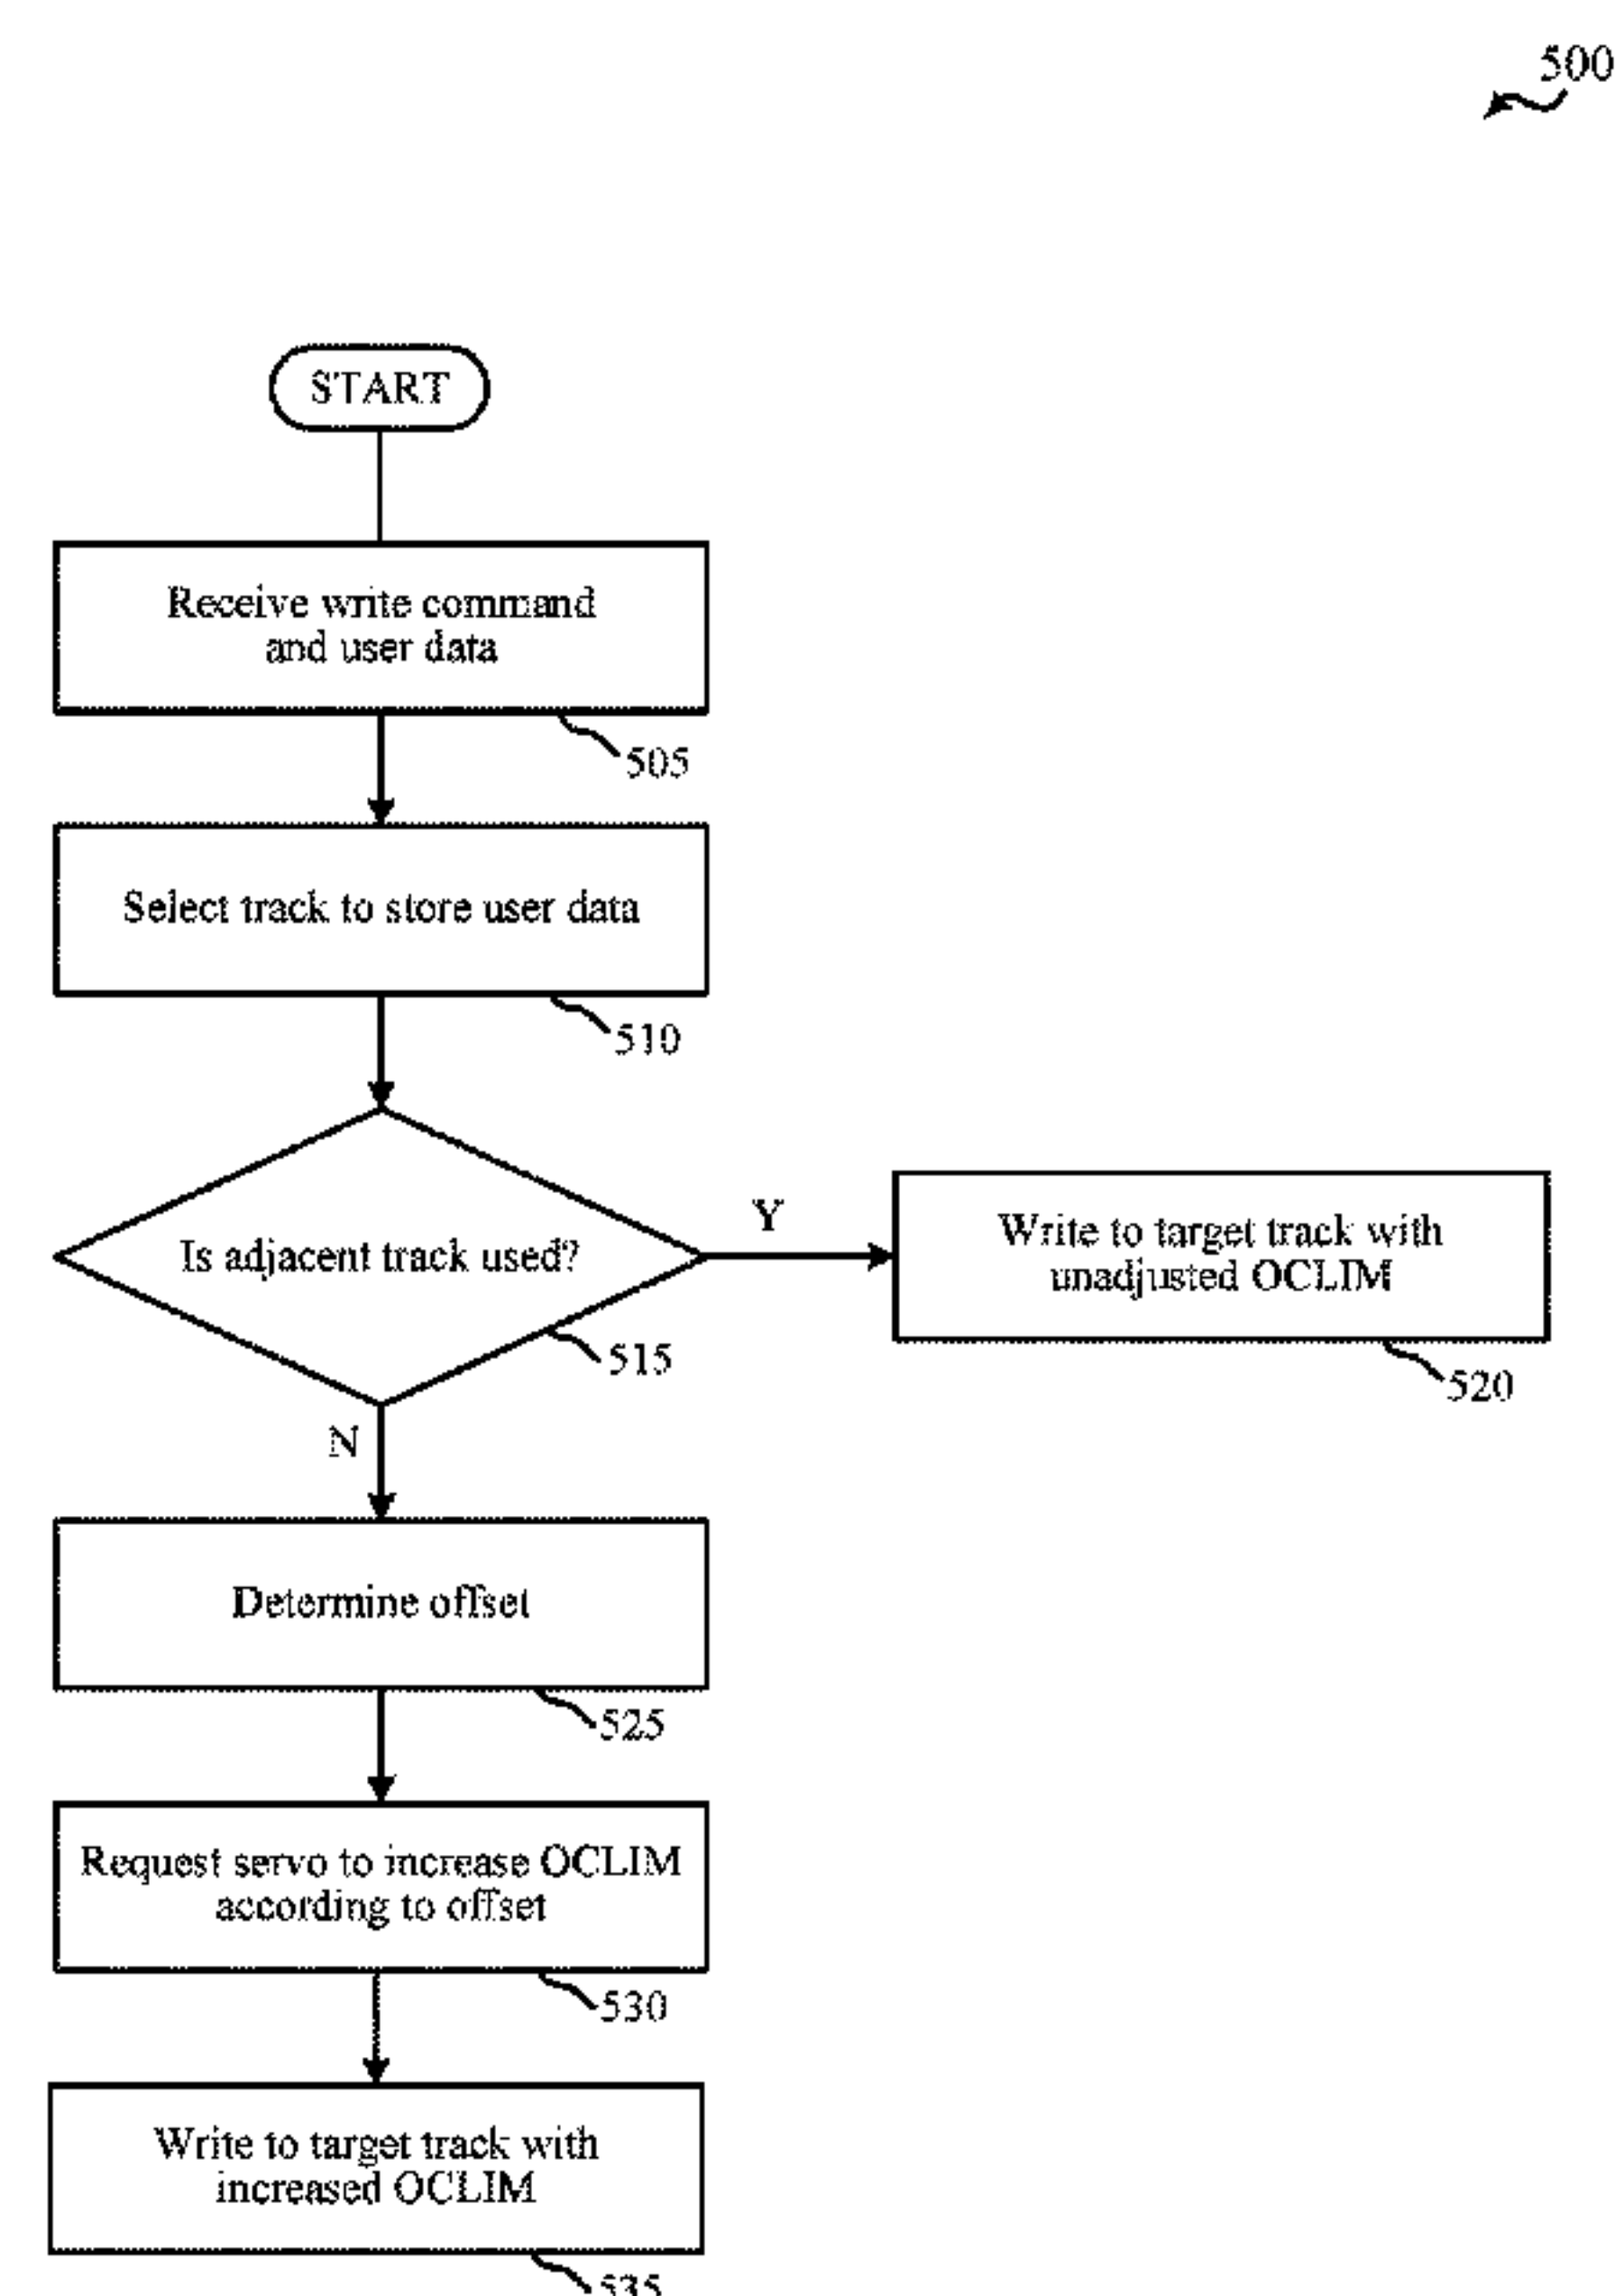 500
START
Receive write command
and user data
505
Select track to store user data
510
Is adjacent track used?
Y
515
Write to target track with
unadjusted OCLIM
520
N
Determine offset
525
Request servo to increase OCLIM
according to offset
530
Write to target track with
increased OCLIM
535